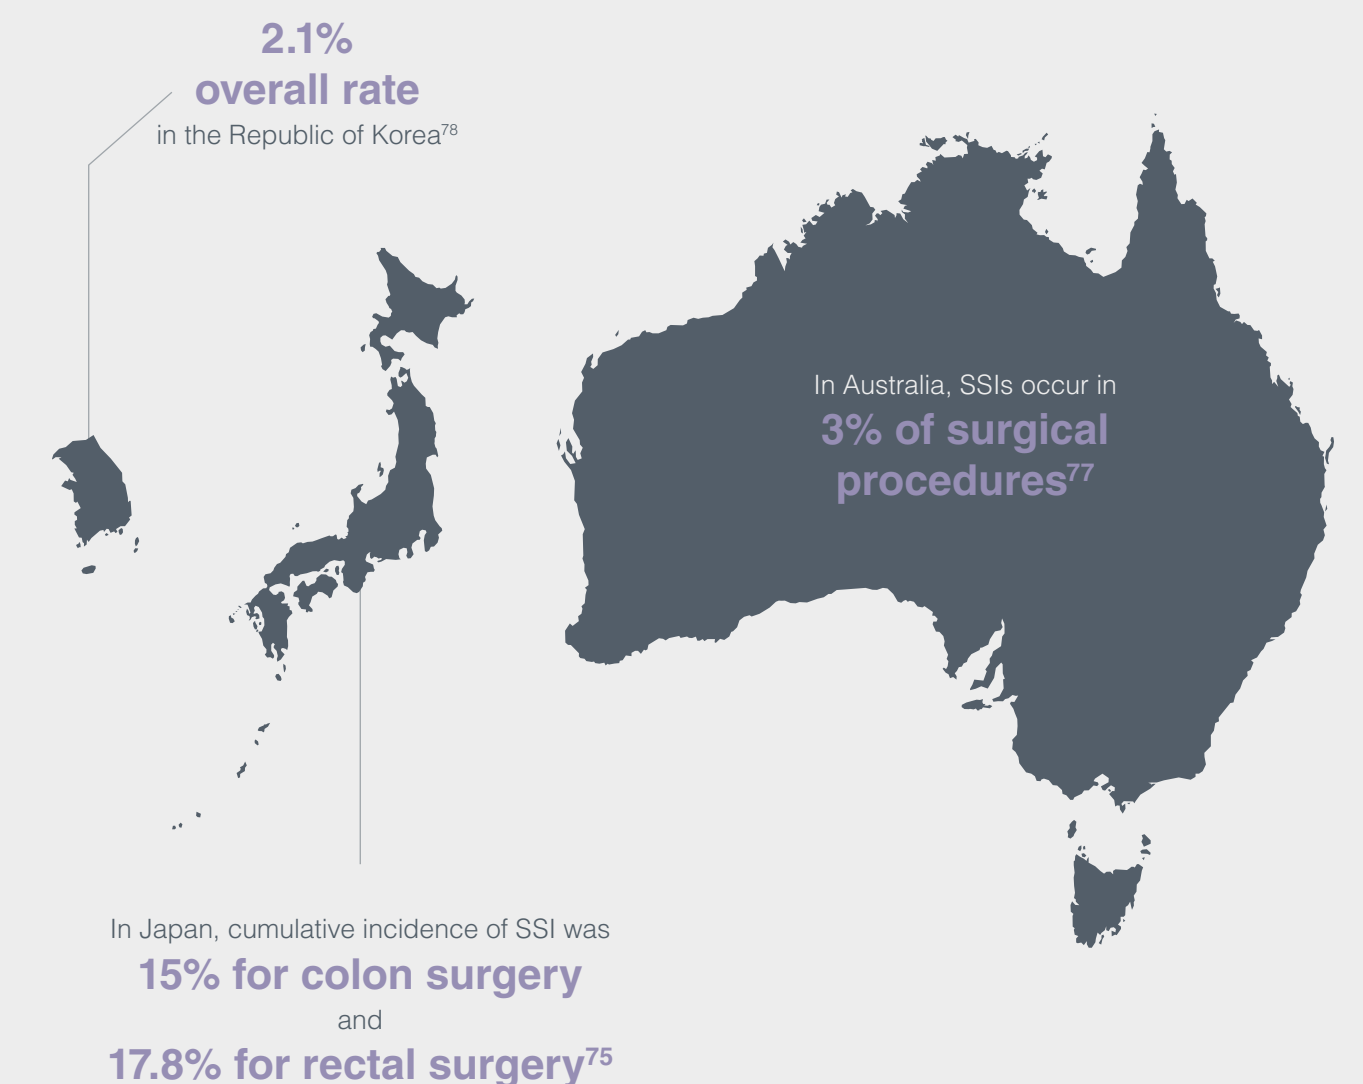 2.1%
overall rate
in the Republic of Korea78
In Australia, SSIs occur in
3% of surgical
procedures77
In Japan, cumulative incidence of SSI was
15% for colon surgery
and
17.8% for rectal surgery75